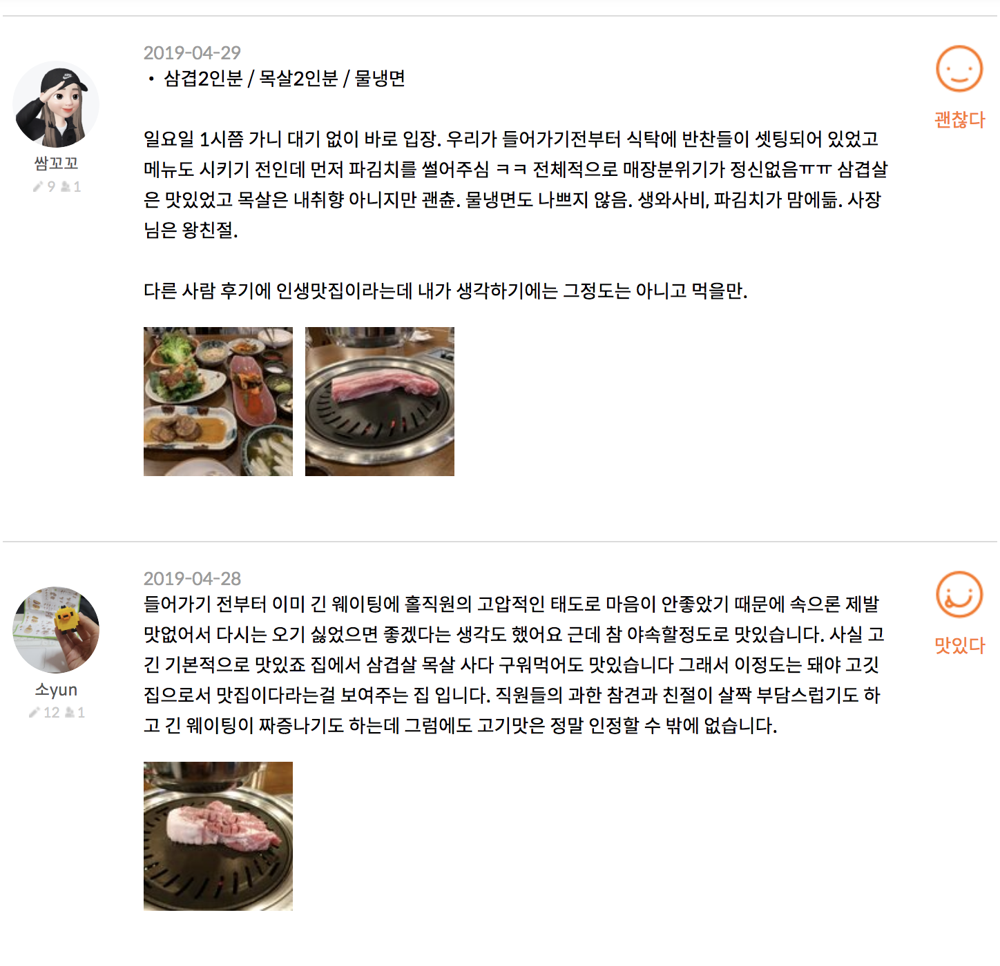 2019-04-29
• 삼겹2인분 / 목살2인분 / 물냉면
괜찮다
쌈꼬꼬
9 1
일요일 1시쯤 가니 대기 없이 바로 입장. 우리가 들어가기전부터 식탁에 반찬들이 셋팅되어 있었고
메뉴도 시키기 전인데 먼저 파김치를 썰어주심 ㅋㅋ 전체적으로 매장분위기가 정신없음ㅠㅠ 삼겹살
은 맛있었고 목살은 내취향 아니지만 괜츈. 물냉면도 나쁘지 않음. 생와사비, 파김치가 맘에듦. 사장
님은 왕친절.
다른 사람 후기에 인생맛집이라는데 내가 생각하기에는 그정도는 아니고 먹을만.
2019-04-28
맛있다
소yun
12 1
들어가기 전부터 이미 긴 웨이팅에 홀직원의 고압적인 태도로 마음이 안좋았기 때문에 속으론 제발
맛없어서 다시는 오기 싫었으면 좋겠다는 생각도 했어요 근데 참 야속할정도로 맛있습니다. 사실 고
긴 기본적으로 맛있죠 집에서 삼겹살 목살 사다 구워먹어도 맛있습니다 그래서 이정도는 돼야 고깃
집으로서 맛집이다라는걸 보여주는 집 입니다. 직원들의 과한 참견과 친절이 살짝 부담스럽기도 하
고 긴 웨이팅이 짜증나기도 하는데 그럼에도 고기맛은 정말 인정할 수 밖에 없습니다.